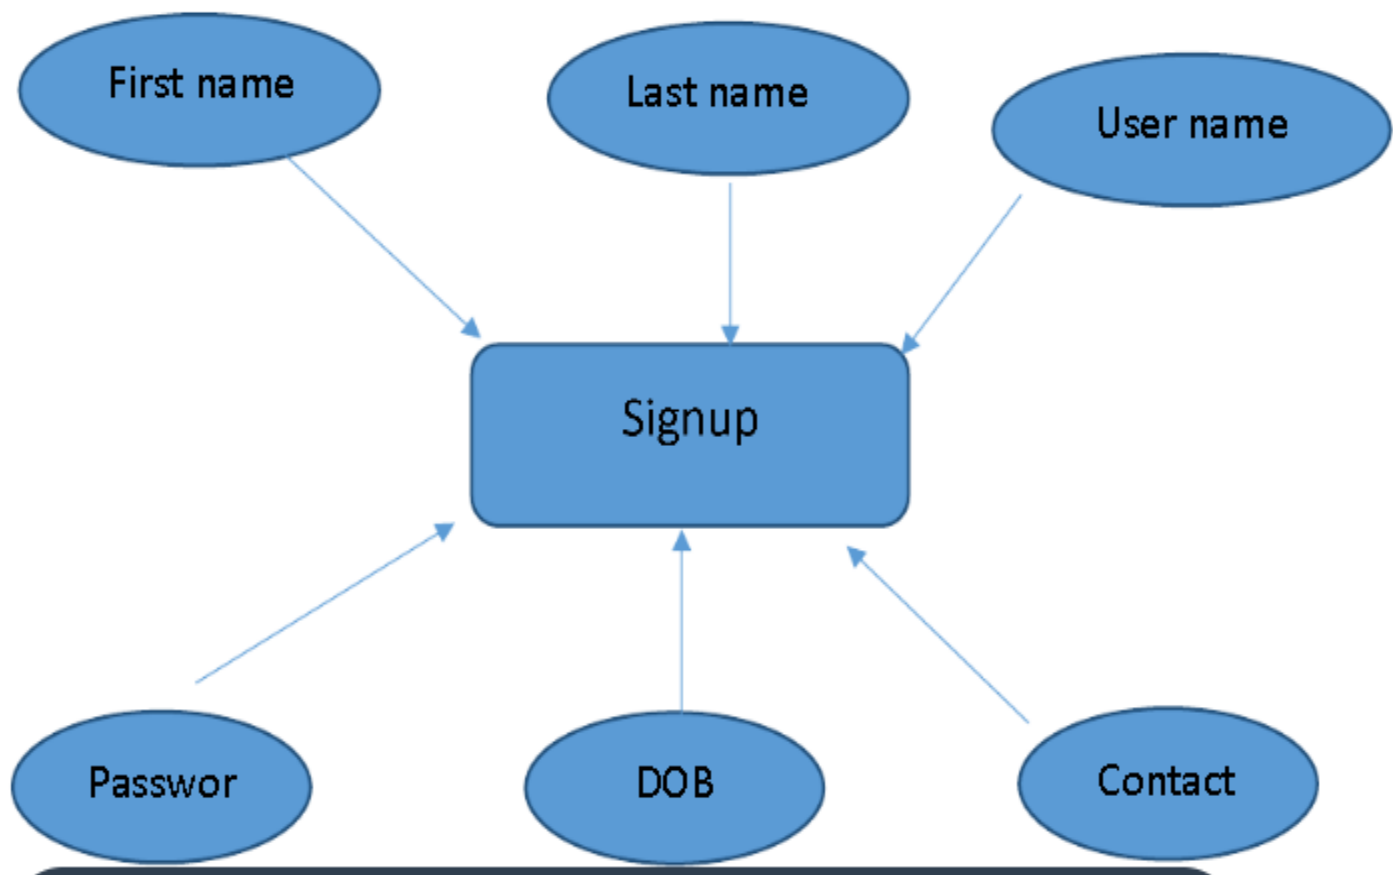 First name
Last name
User name
Signup
Passwor
DOB
Contact